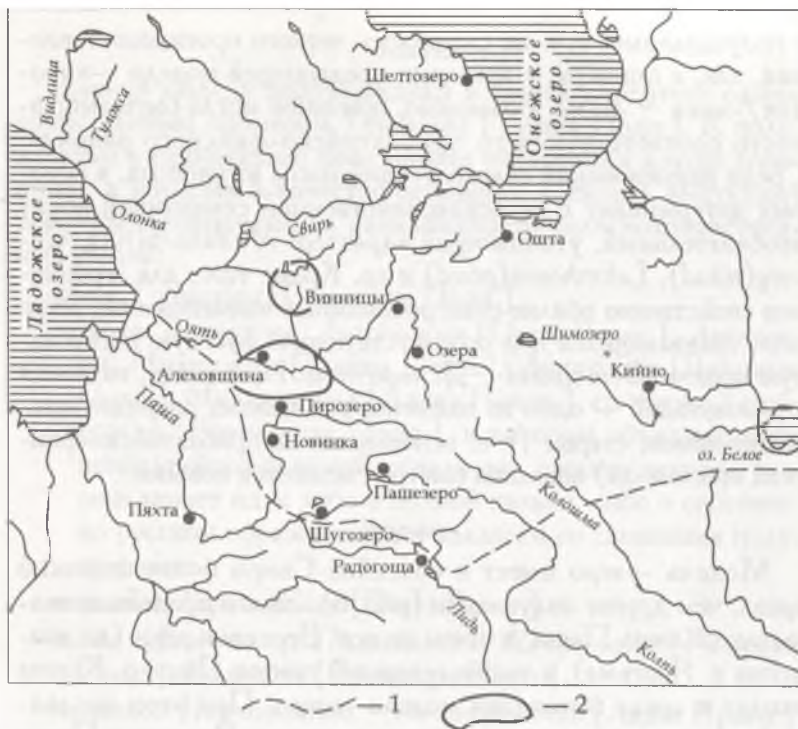 Шелтозеро
Онежское
озеро
Видлица
Тулокса
Олонка
Свирь
Ладожское
озеро
Ошта
Винницы
Оять
Озера
Шимозеро
Алеховщина
Кийно
Паша
Пирозеро
Новинка
оз. Белое
Пашезеро
Колошма
Пяхта
Шугозеро
Радогоща
Лидь
Колпь
1
2